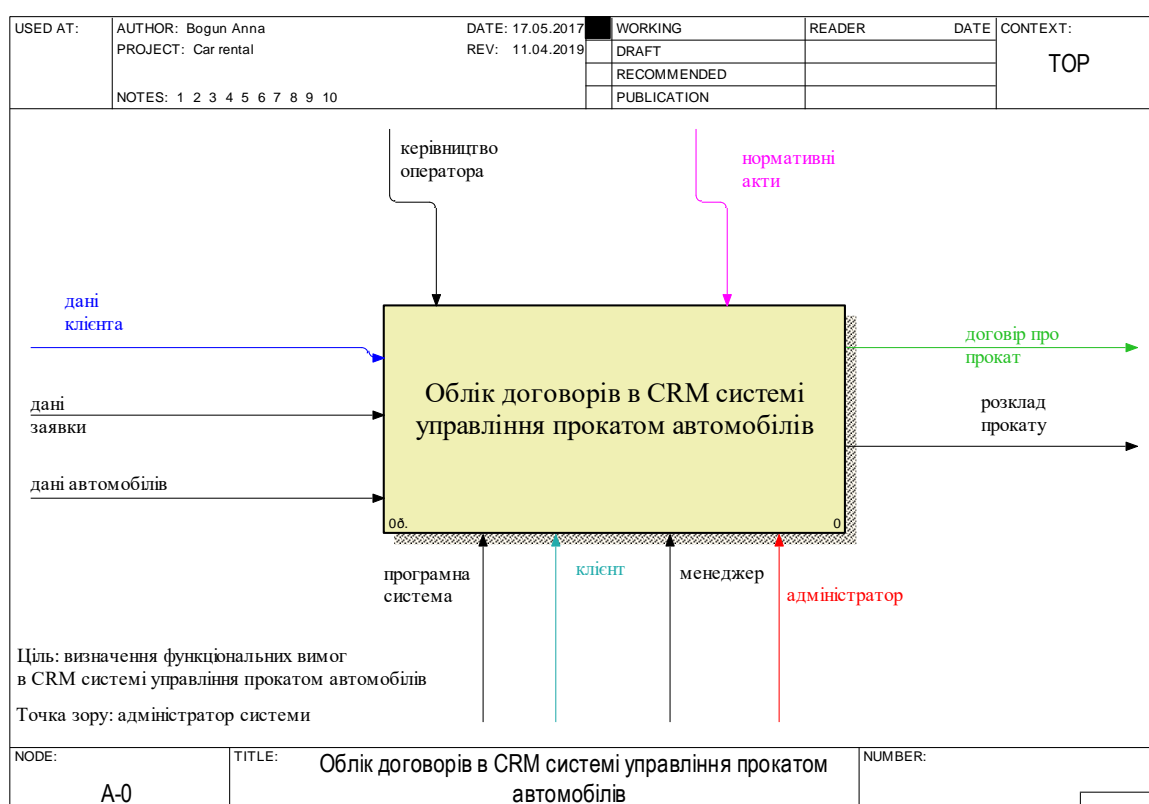 USED AT:
AUTHOR: Bogun Anna
DATE: 17.05.2017
WORKING
READER
DATE
CONTEXT:
PROJECT: Car rental
REV: 11.04.2019
DRAFT
TOP
RECOMMENDED
NOTES: 1 2 3 4 5 6 7 8 9 10
PUBLICATION
керівництво
оператора
нормативні
акти
дані
клієнта
договір про
прокат
дані
заявки
Облік договорів в CRM системі
управління прокатом автомобілів
розклад
прокату
дані автомобілів
0ð.
0
програмна
система
клієнт
менеджер
адміністратор
Ціль: визначення функціональних вимог
в CRM системі управління прокатом автомобілів
Точка зору: адміністратор системи
NODE:
TITLE:
Облік договорів в CRM системі управління прокатом
автомобілів
NUMBER:
A-0